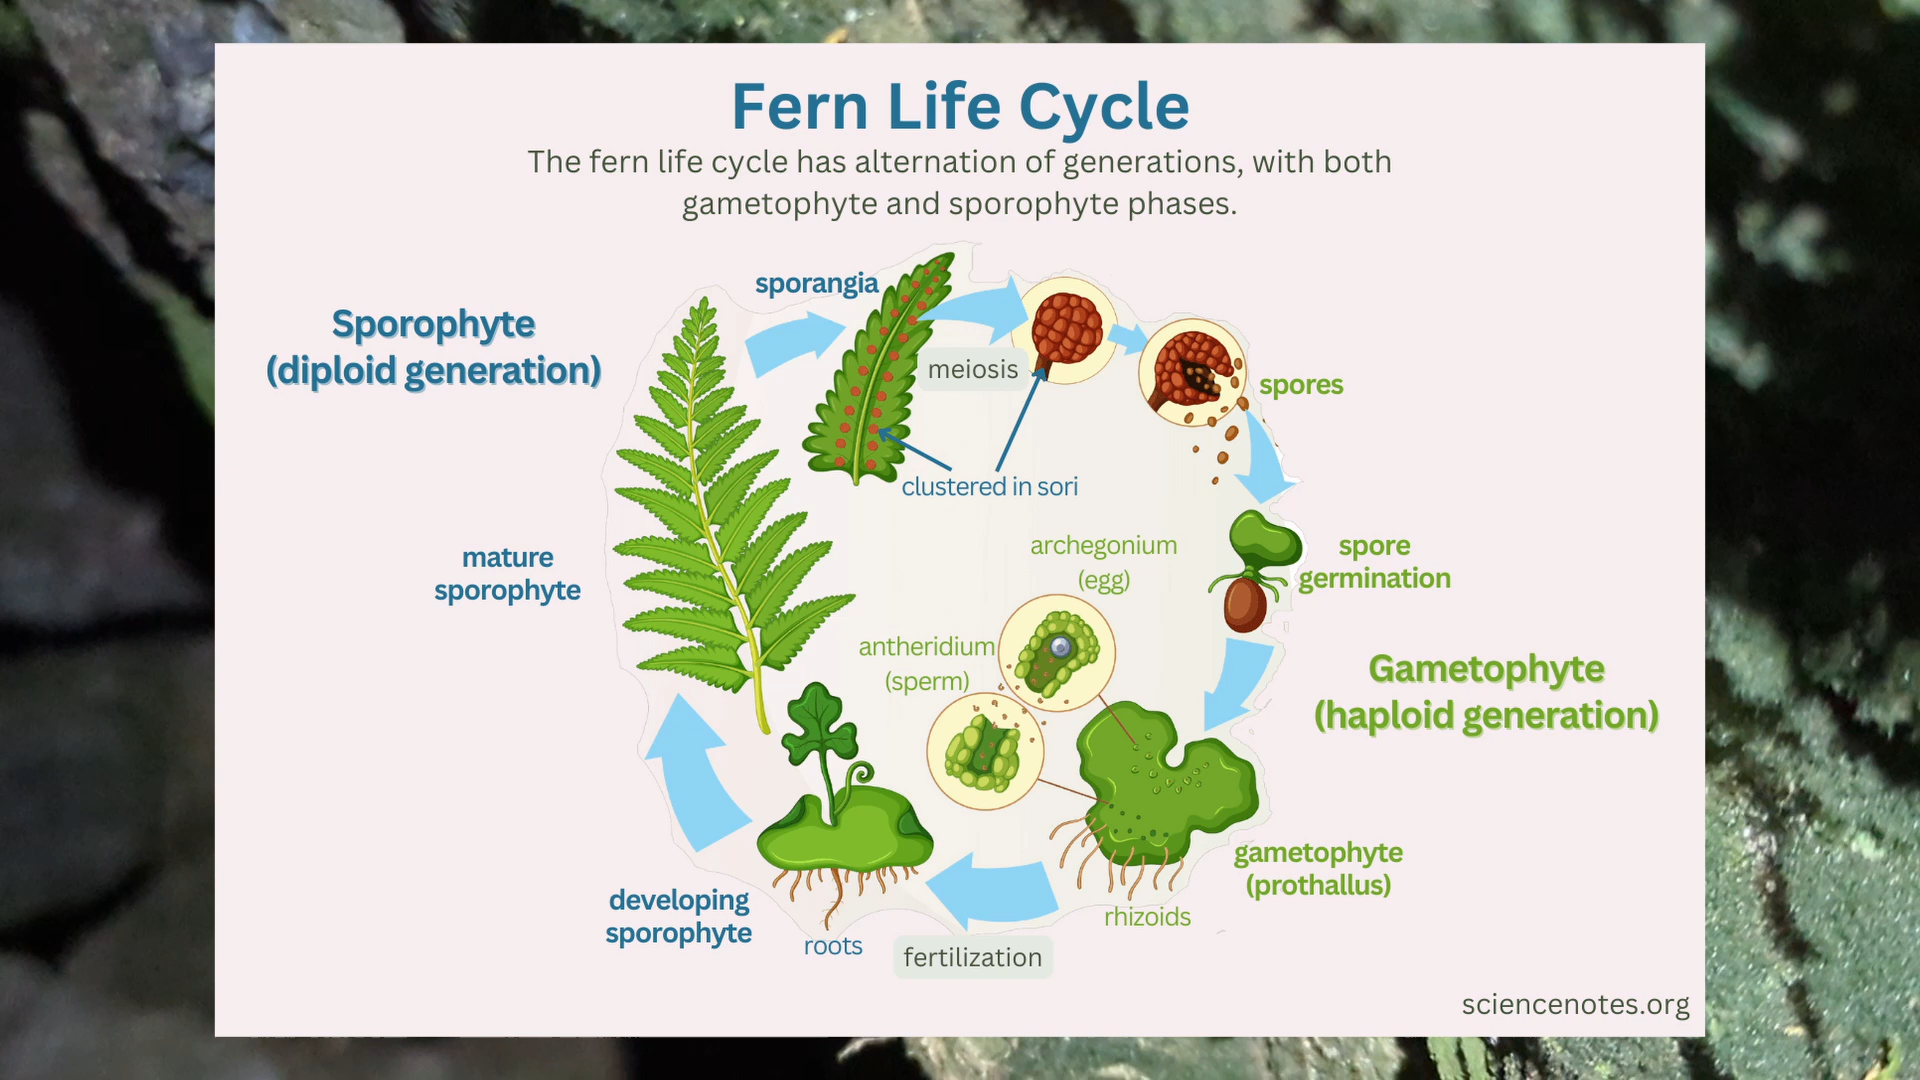 Fern Life Cycle
The fern life cycle has alternation of generations, with both
gametophyte and sporophyte phases.
sporangia
Sporophyte
(diploid generation)
meiosis
spores
clustered in sori
mature
sporophyte
archegonium
(egg)
spore
germination
antheridium
(sperm)
Gametophyte
(haploid generation)
gametophyte
(prothallus)
rhizoids
developing
sporophyte
roots
fertilization
sciencenotes.org